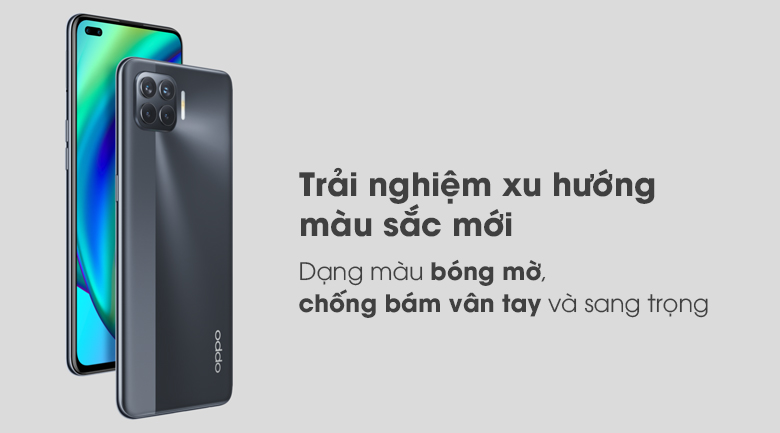 Trải nghiệm xu hướng
màu sắc mới
Dạng màu bóng mờ,
chống bám vân tay và sang trọng
oppo